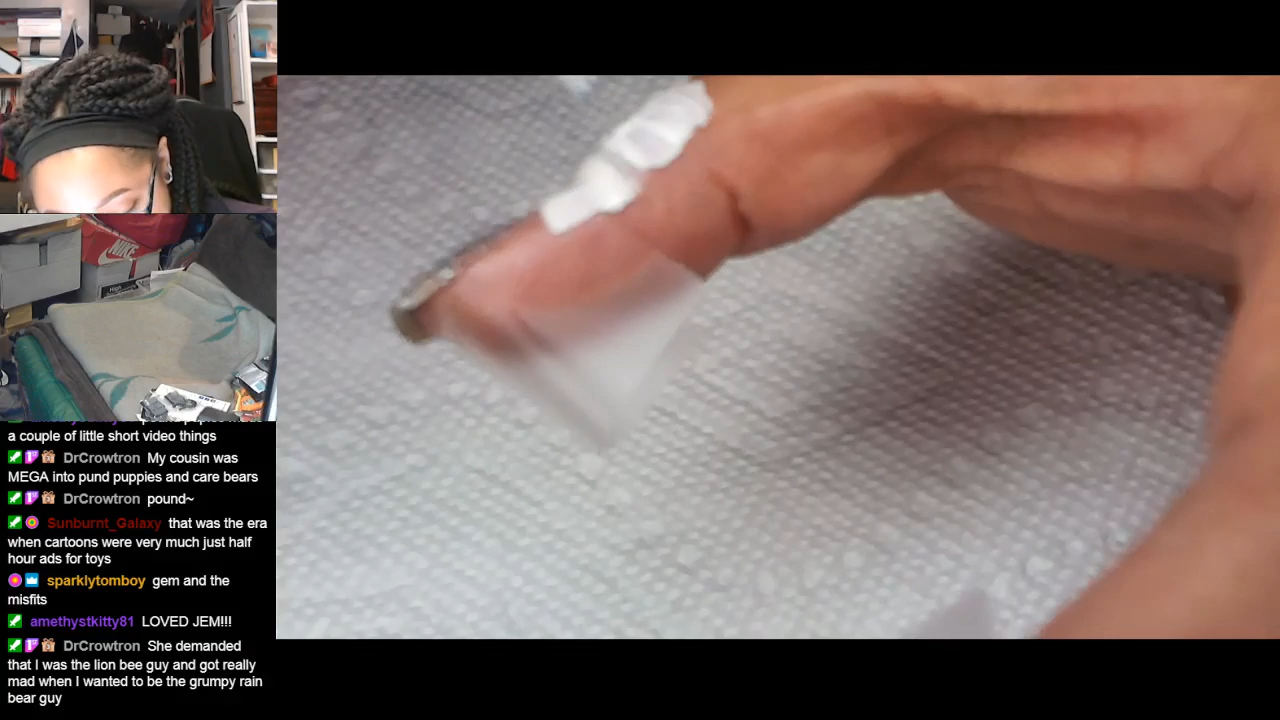 NIKE
High
a couple of little short video things
DrCrowtron My cousin was
MEGA into pund puppies and care bears
DrCrowtron pound~
Sunburnt_Galaxy that was the era
when cartoons were very much just half
hour ads for toys
sparklytomboy gem and the
misfits
amethystkitty81 LOVED JEM!!!
DrCrowtron She demanded
that I was the lion bee guy and got really
mad when I wanted to be the grumpy rain
bear guy